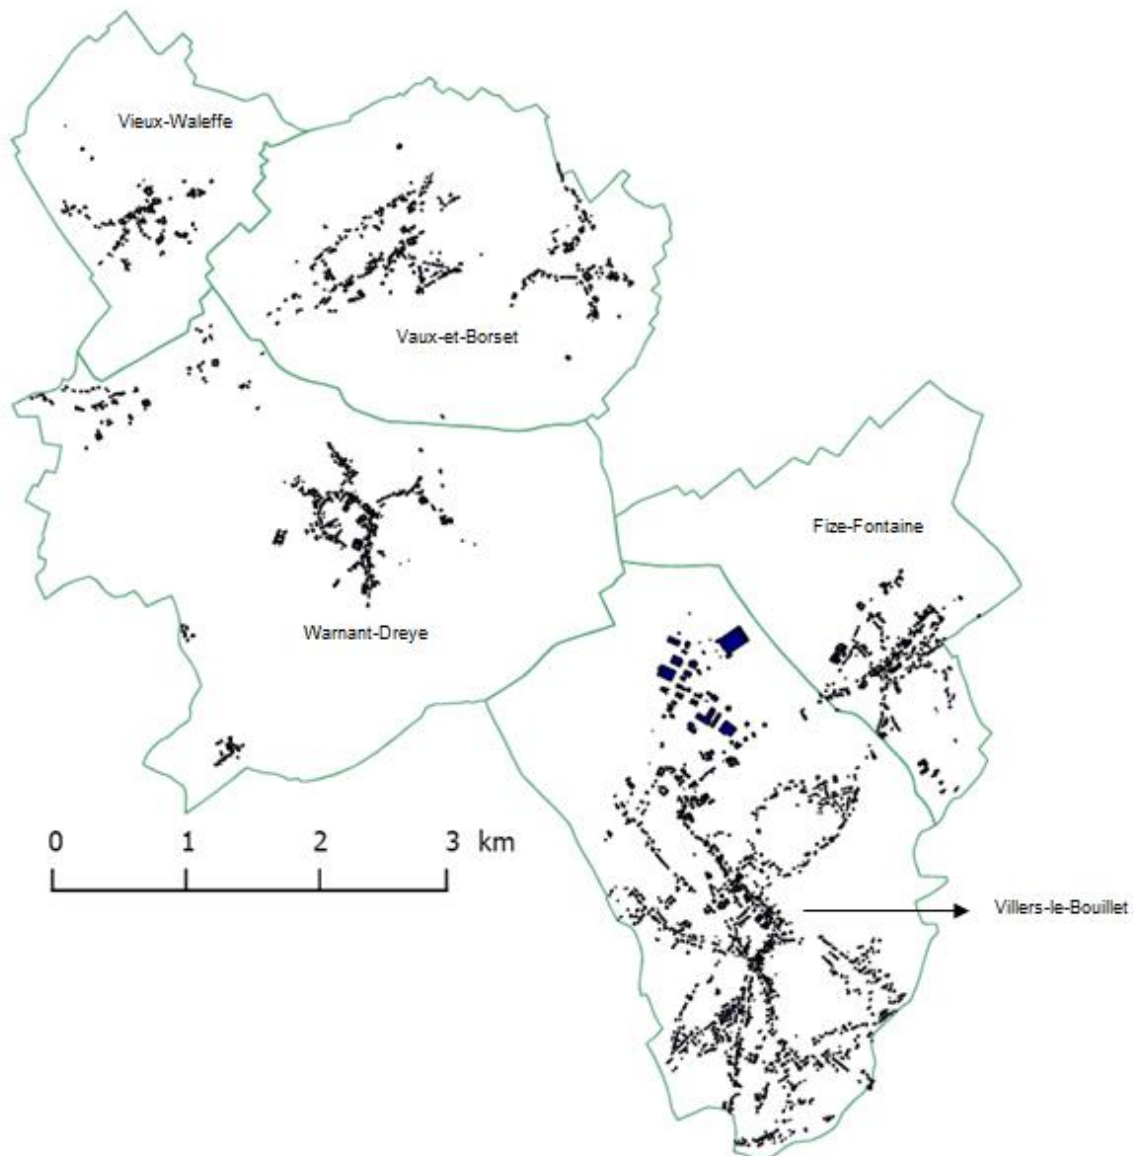 Vieux-Waleffe
Vaux-et-Borset
Fize-Fontaine
Warnant-Dreye
0 1 2 3 km
Villers-le-Bouillet